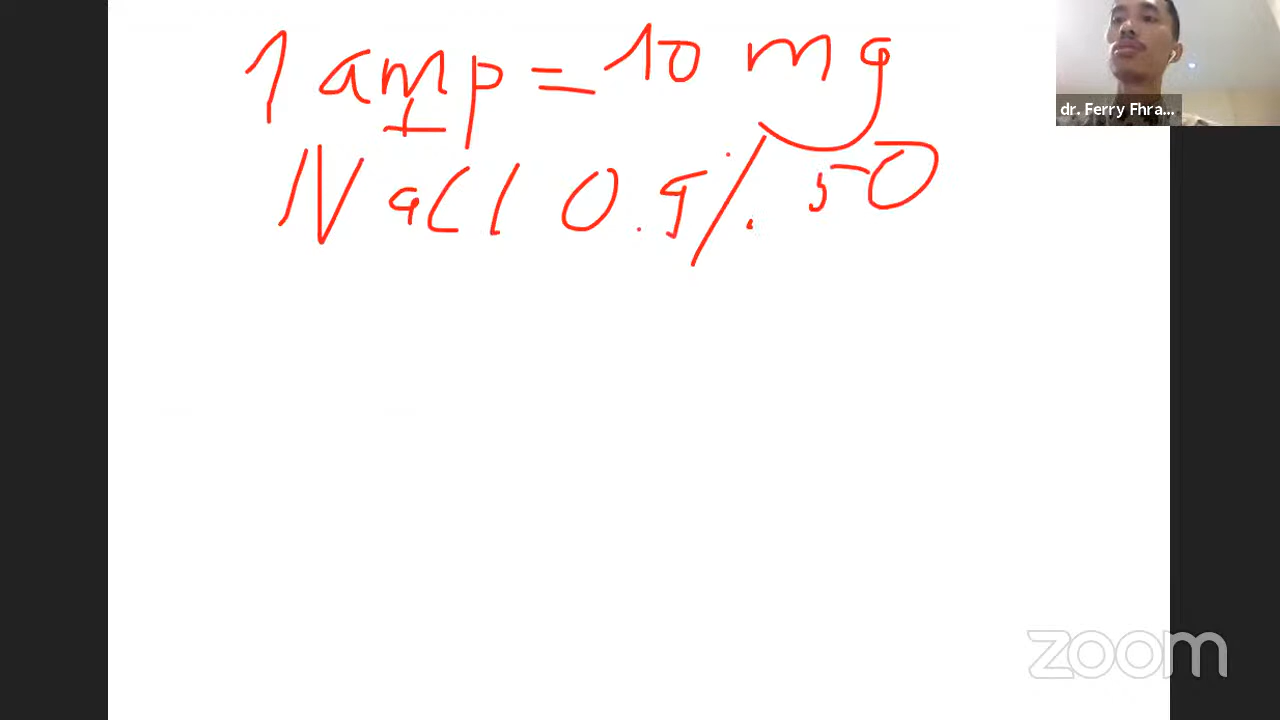 1 amp = 10 mg
+
NaCl 0.9% 50
dr. Ferry Fhra...
zoom